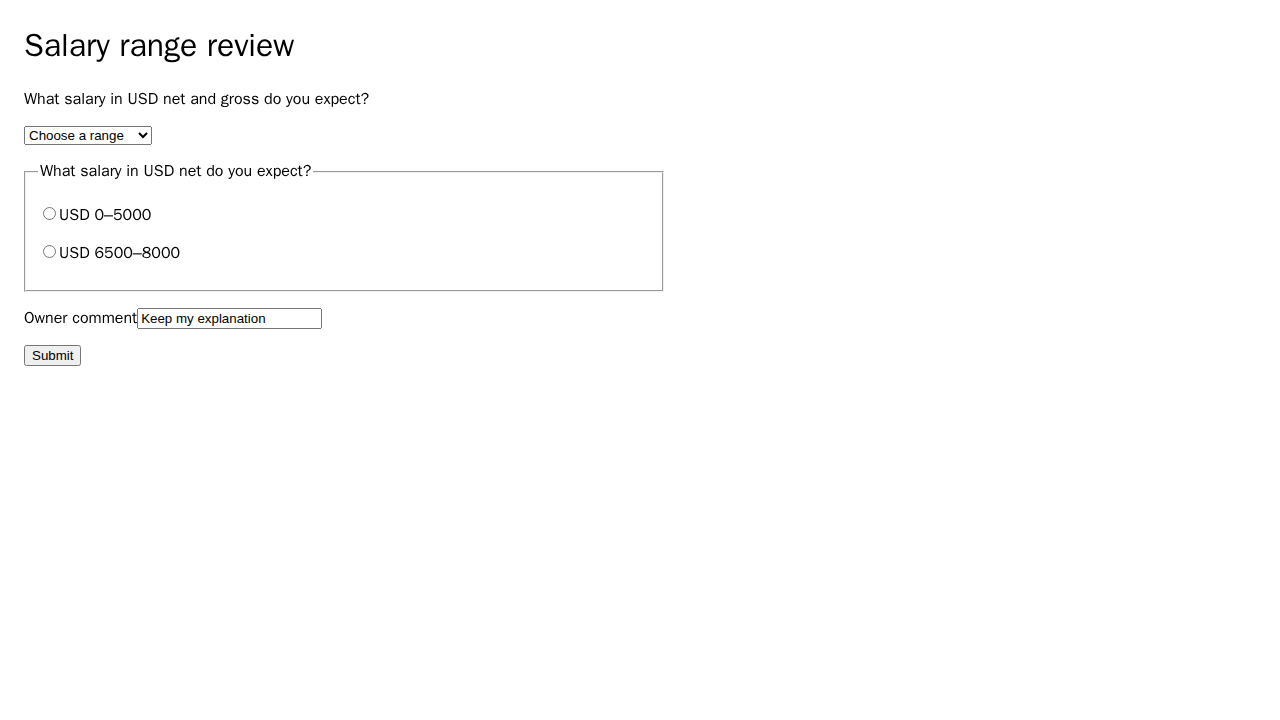 Salary range review
What salary in USD net and gross do you expect?
Choose a range
What salary in USD net do you expect?
USD 0–5000
USD 6500–8000
Owner comment Keep my explanation
Submit